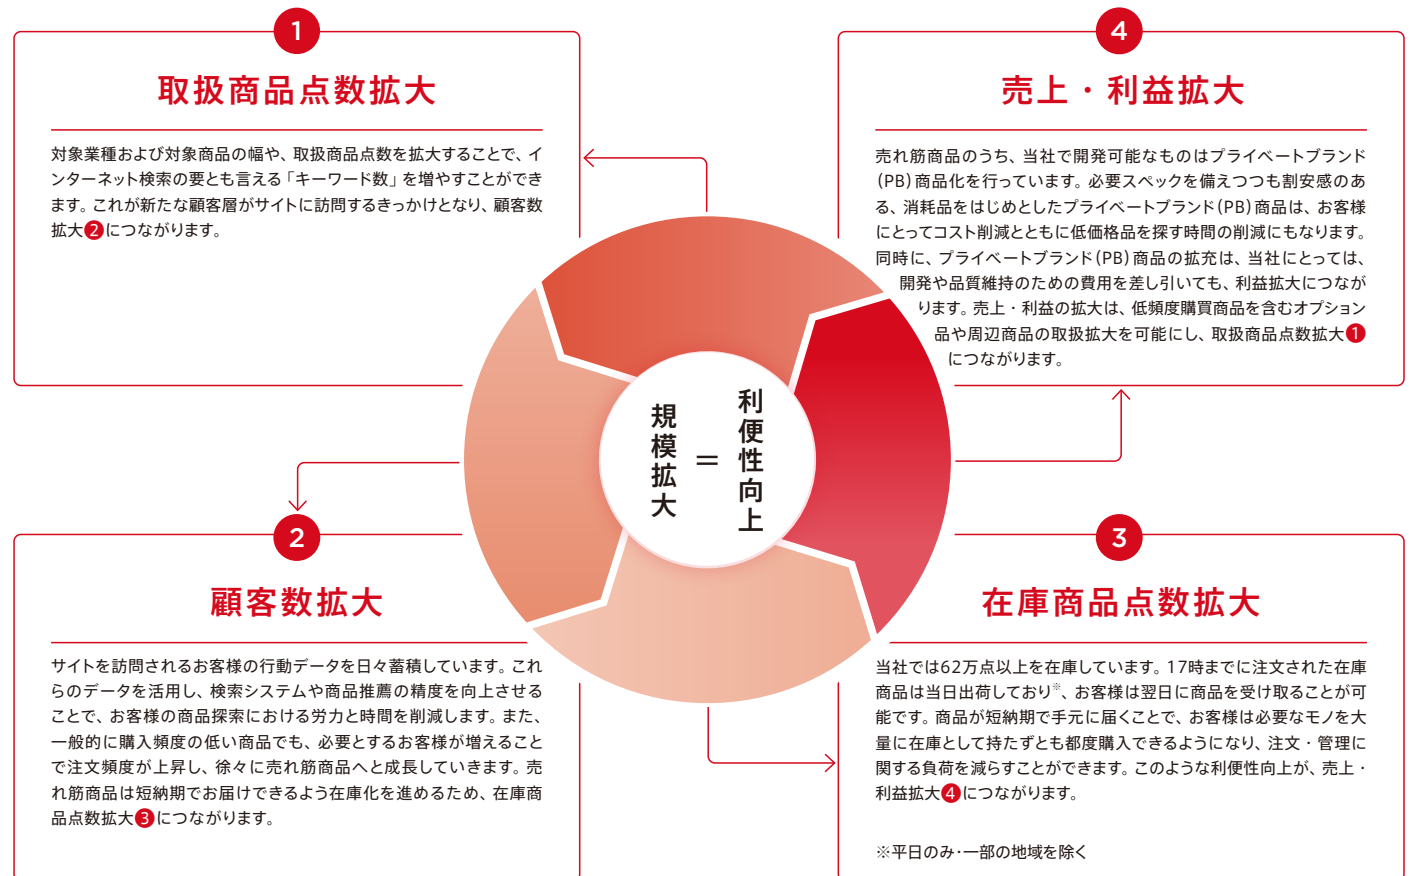 1
取扱商品点数拡大
対象業種および対象商品の幅や、取扱商品点数を拡大することで、イ
ンターネット検索の要とも言える「キーワード数」を増やすことができ
ます。これが新たな顧客層がサイトに訪問するきっかけとなり、顧客数
拡大2につながります。
4
売上・利益拡大
売れ筋商品のうち、当社で開発可能なものはプライベートブランド
(PB)商品化を行っています。必要スペックを備えつつも割安感のあ
る、消耗品をはじめとしたプライベートブランド(PB)商品は、お客様
にとってコスト削減とともに低価格品を探す時間の削減にもなります。
同時に、プライベートブランド(PB)商品の拡充は、当社にとっては、
開発や品質維持のための費用を差し引いても、利益拡大につなが
ります。売上・利益の拡大は、低頻度購買商品を含むオプション
品や周辺商品の取扱拡大を可能にし、取扱商品点数拡大1
につながります。
規模拡大
＝
利便性向上
2
顧客数拡大
サイトを訪問されるお客様の行動データを日々蓄積しています。これ
らのデータを活用し、検索システムや商品推薦の精度を向上させる
ことで、お客様の商品探索における労力と時間を削減します。また、
一般的に購入頻度の低い商品でも、必要とするお客様が増えること
で注文頻度が上昇し、徐々に売れ筋商品へと成長していきます。売
れ筋商品は短納期でお届けできるよう在庫化を進めるため、在庫商
品点数拡大3につながります。
3
在庫商品点数拡大
当社では62万点以上を在庫しています。17時までに注文された在庫
商品は当日出荷しており※、お客様は翌日に商品を受け取ることが可
能です。商品が短納期で手元に届くことで、お客様は必要なモノを大
量に在庫として持たずとも都度購入できるようになり、注文・管理に
関する負荷を減らすことができます。このような利便性向上が、売上・
利益拡大4につながります。
※平日のみ・一部の地域を除く